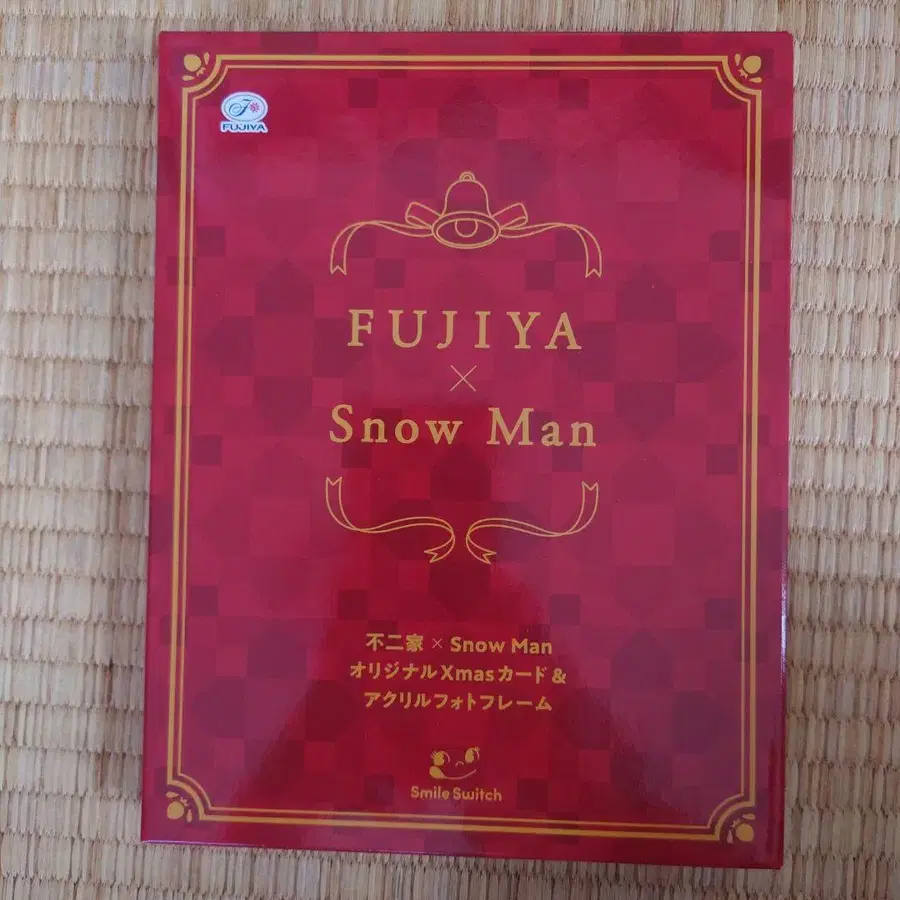 FUJIYA
FUJIYA
×
Snow Man
不二家 × Snow Man
オリジナルXmasカード&
アクリルフォトフレーム
Smile Switch